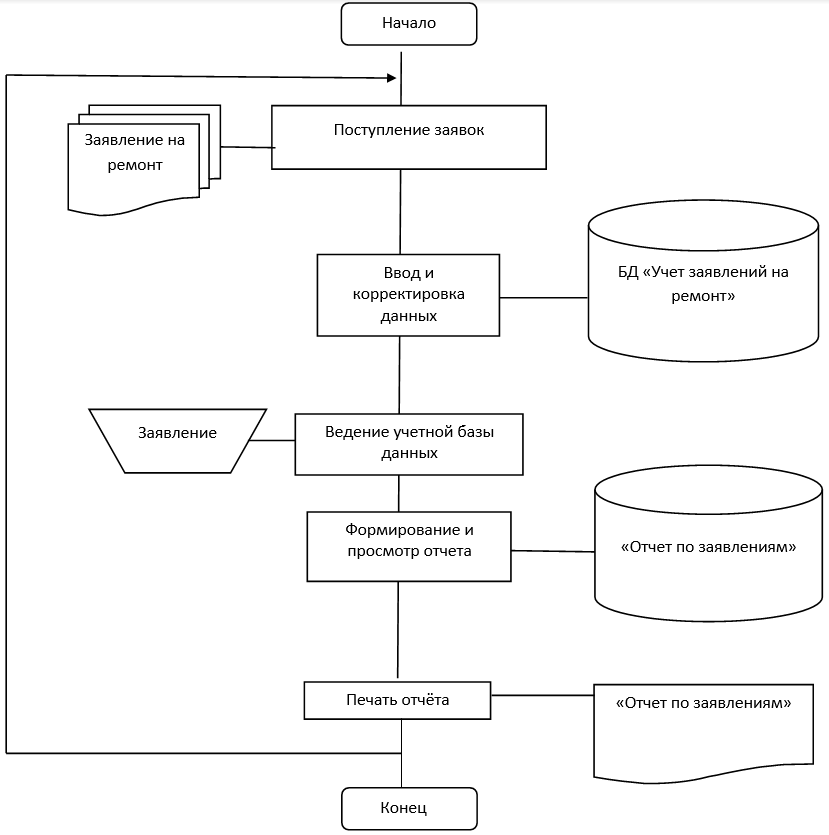 Начало
Поступление заявок
Заявление на
ремонт
Ввод и
корректировка
данных
БД «Учет заявлений на
ремонт»
Заявление
Ведение учетной базы
данных
Формирование и
просмотр отчета
«Отчет по заявлениям»
Печать отчёта
«Отчет по заявлениям»
Конец